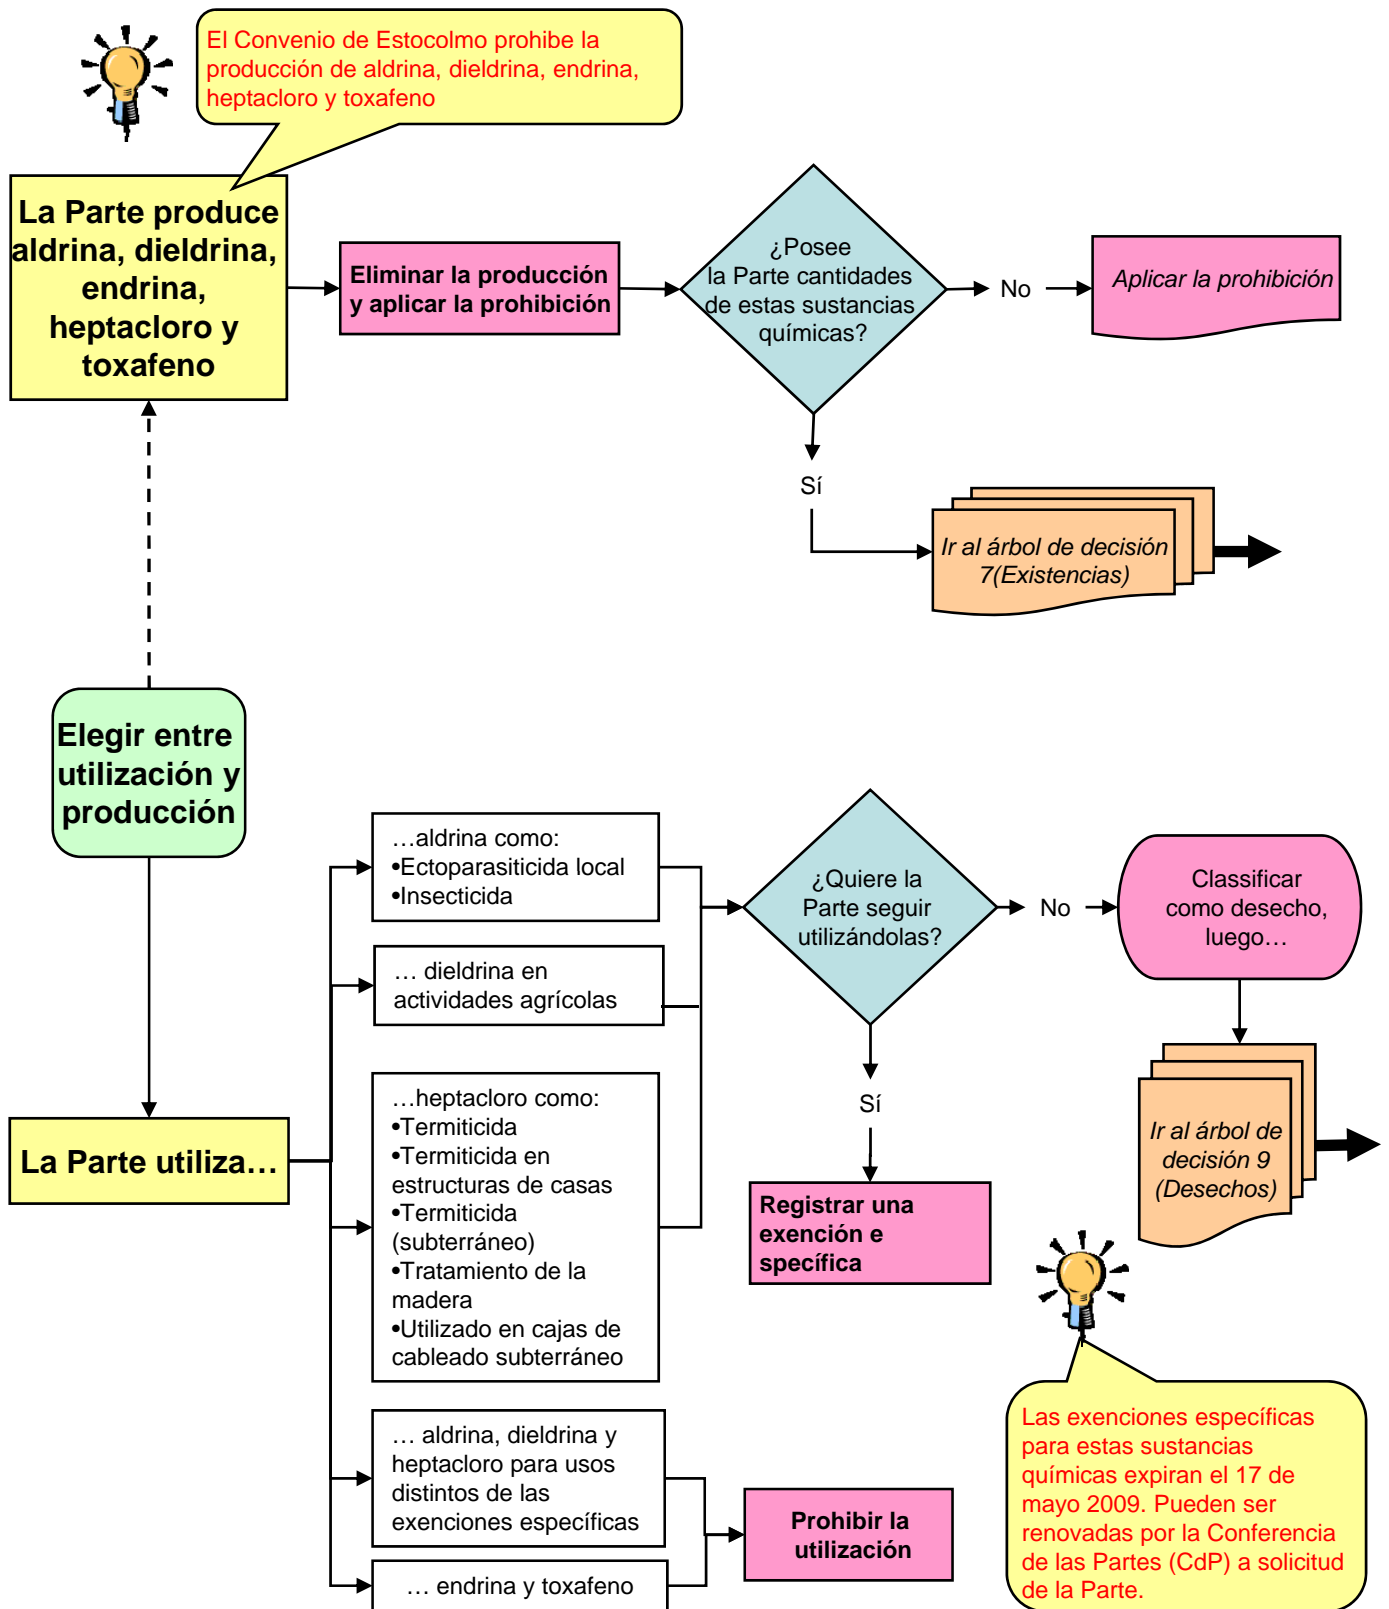 El Convenio de Estocolmo prohibe la
producción de aldrina, dieldrina, endrina,
heptacloro y toxafeno
La Parte produce
aldrina, dieldrina,
endrina,
heptacloro y
toxafeno
Eliminar la producción
y aplicar la prohibición
¿Posee
la Parte cantidades
de estas sustancias
químicas?
No
Aplicar la prohibición
Sí
Ir al árbol de decisión
7(Existencias)
Elegir entre
utilización y
producción
La Parte utiliza…
…aldrina como:
•Ectoparasiticida local
•Insecticida
… dieldrina en
actividades agrícolas
…heptacloro como:
•Termiticida
•Termiticida en
estructuras de casas
•Termiticida
(subterráneo)
•Tratamiento de la
madera
•Utilizado en cajas de
cableado subterráneo
… aldrina, dieldrina y
heptacloro para usos
distintos de las
exenciones específicas
… endrina y toxafeno
¿Quiere la
Parte seguir
utilizándolas?
No
Classificar
como desecho,
luego…
Ir al árbol de
decisión 9
(Desechos)
Sí
Registrar una
exención e
specífica
Prohibir la
utilización
Las exenciones específicas
para estas sustancias
químicas expiran el 17 de
mayo 2009. Pueden ser
renovadas por la Conferencia
de las Partes (CdP) a solicitud
de la Parte.